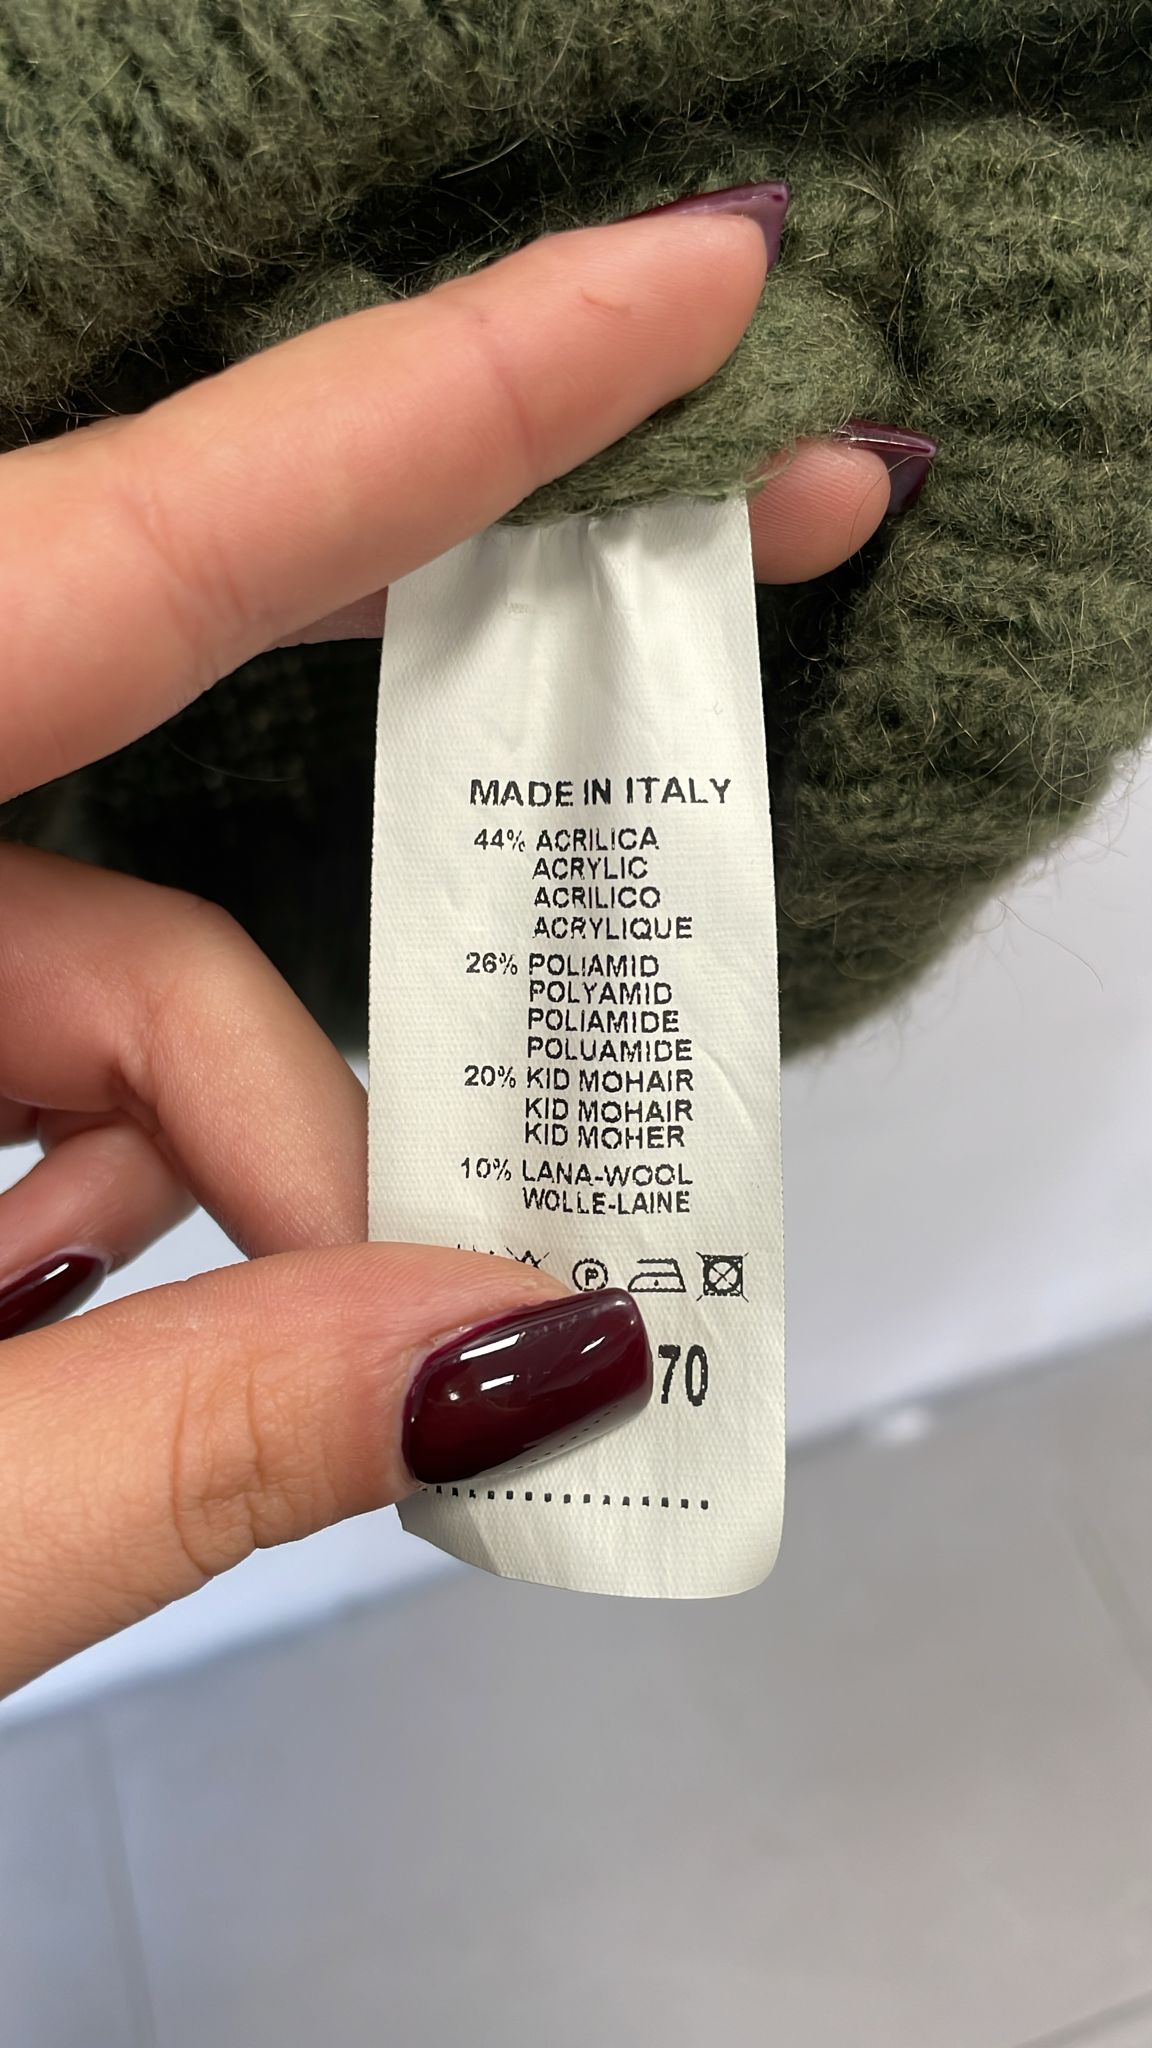 MADE IN ITALY
44% ACRILICA
ACRYLIC
ACRILICO
ACRYLIQUE
26% POLIAMID
POLYAMID
POLIAMIDE
POLUAMIDE
20% KID MOHAIR
KID MOHAIR
KID MOHER
10% LANA-WOOL
WOLLE-LAINE
P
70